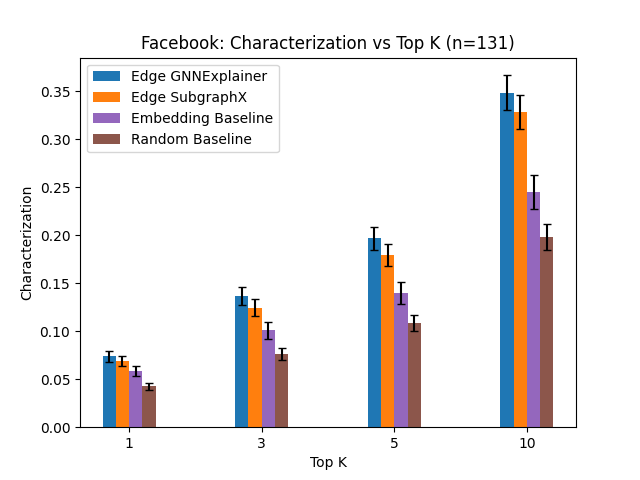 Facebook: Characterization vs Top K (n=131)
Edge GNNExplainer
Edge SubgraphX
Embedding Baseline
Random Baseline
Characterization
0.35
0.30
0.25
0.20
0.15
0.10
0.05
0.00
1 3 5 10
Top K